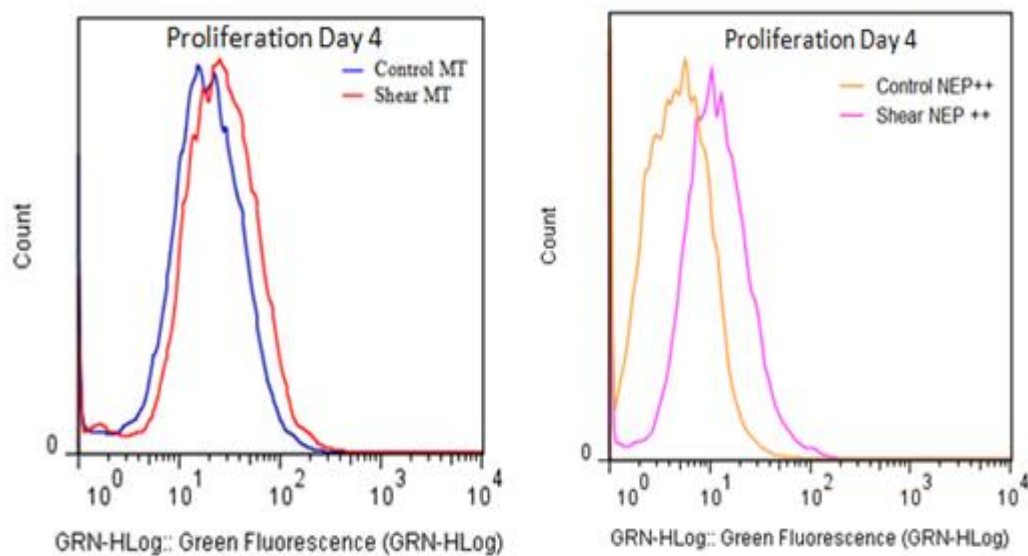 Proliferation Day 4
Control MT
Shear MT
Count
0
10^0 10^1 10^2 10^3 10^4
GRN-HLog:: Green Fluorescence (GRN-HLog)
Proliferation Day 4
Control NEP++
Shear NEP ++
Count
0
10^0 10^1 10^2 10^3 10^4
GRN-HLog:: Green Fluorescence (GRN-HLog)